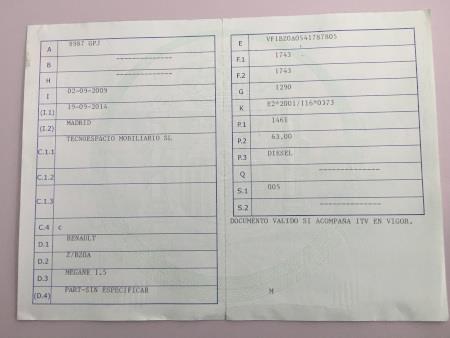 A 8987 GPJ
B ---------------
H ---------------
I 02-09-2009
(I.1) 19-09-2014
(I.2) MADRID
C.1.1 TECNOESPACIO MOBILIARIO SL
C.1.2
C.1.3
C.4 c
D.1 RENAULT
D.2 Z/BZ0A
D.3 MEGANE 1.5
(D.4) PART-SIN ESPECIFICAR
E VF1BZ0A0541787805
F.1 1743
F.2 1743
G 1290
K E2*2001/116*0373
P.1 1461
P.2 63,00
P.3 DIESEL
Q ---------------
S.1 005
S.2 ---------------
DOCUMENTO VALIDO SI ACOMPAÑA ITV EN VIGOR.
M